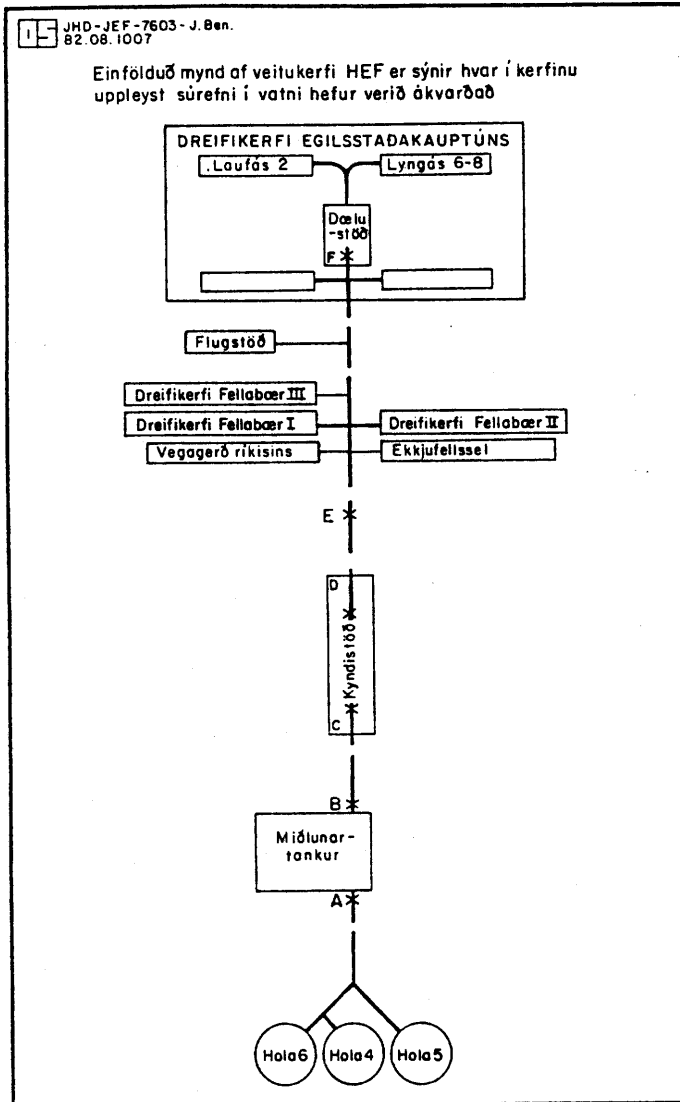 OS JHD-JEF-7603-J.Ben.
82.08.1007
Einfölduð mynd af veitukerfi HEF er sýnir hvar í kerfinu
uppleyst súrefni í vatni hefur verið ákvarðað
DREIFIKERFI EGILSSTAÐAKAUPTÚNS
Laufás 2
Lyngás 6-8
Dælu
-stöð
F
Flugstöð
Dreifikerfi Fellabær III
Dreifikerfi Fellabær I
Dreifikerfi Fellabær II
Vegagerð ríkisins
Ekkjufellssel
E
D
Kyndistöð
C
B
Miðlunar-
tankur
A
Hola 6
Hola 4
Hola 5